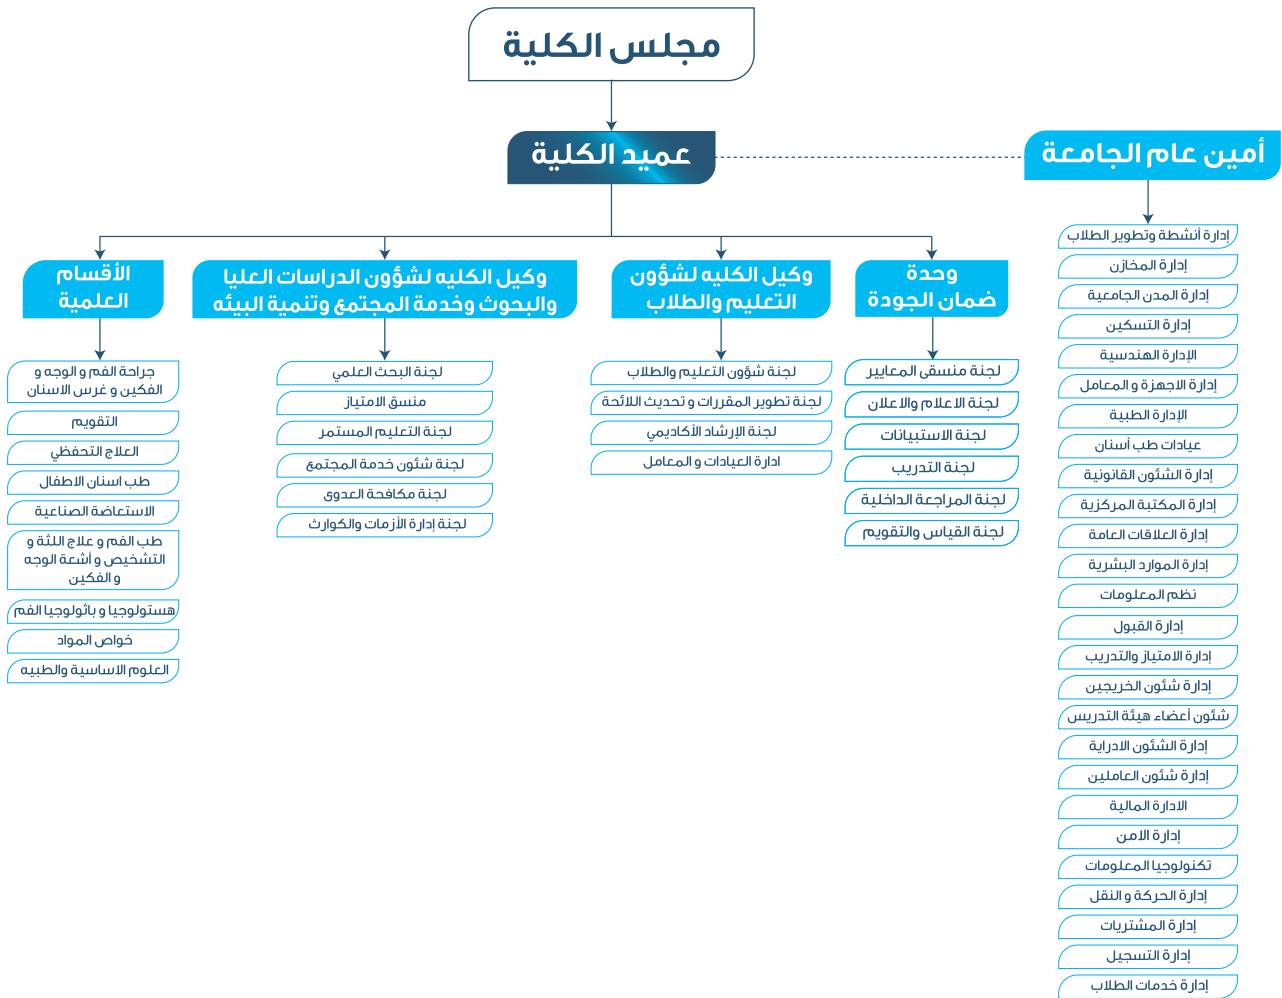 مجلس الكلية
عميد الكلية
أمين عام الجامعة
إدارة أنشطة وتطوير الطلاب
إدارة المخازن
إدارة المدن الجامعية
إدارة التسكين
الإدارة الهندسية
إدارة الاجهزة و المعامل
الإدارة الطبية
عيادات طب أسنان
إدارة الشئون القانونية
إدارة المكتبة المركزية
إدارة العلاقات العامة
إدارة الموارد البشرية
نظم المعلومات
إدارة القبول
إدارة الامتياز والتدريب
إدارة شئون الخريجين
شئون أعضاء هيئة التدريس
إدارة الشئون الادراية
إدارة شئون العاملين
الادارة المالية
إدارة الامن
تكنولوجيا المعلومات
إدارة الحركة و النقل
إدارة المشتريات
إدارة التسجيل
إدارة خدمات الطلاب
وحدة
ضمان الجودة
لجنة منسقى المعايير
لجنة الاعلام والاعلان
لجنة الاستبيانات
لجنة التدريب
لجنة المراجعة الداخلية
لجنة القياس والتقويم
وكيل الكليه لشؤون
التعليم والطلاب
لجنة شؤون التعليم والطلاب
لجنة تطوير المقررات و تحديث اللائحة
لجنة الإرشاد الأكاديمي
ادارة العيادات و المعامل
وكيل الكليه لشؤون الدراسات العليا
والبحوث وخدمة المجتمع وتنمية البيئه
لجنة البحث العلمي
منسق الامتياز
لجنة التعليم المستمر
لجنة شئون خدمة المجتمع
لجنة مكافحة العدوى
لجنة إدارة الأزمات والكوارث
الأقسام
العلمية
جراحة الفم و الوجه و
الفكين و غرس الاسنان
التقويم
العلاج التحفظي
طب اسنان الاطفال
الاستعاضة الصناعية
طب الفم و علاج اللثة و
التشخيص و أشعة الوجه
و الفكين
هستولوجيا و باثولوجيا الفم
خواص المواد
العلوم الاساسية والطبيه